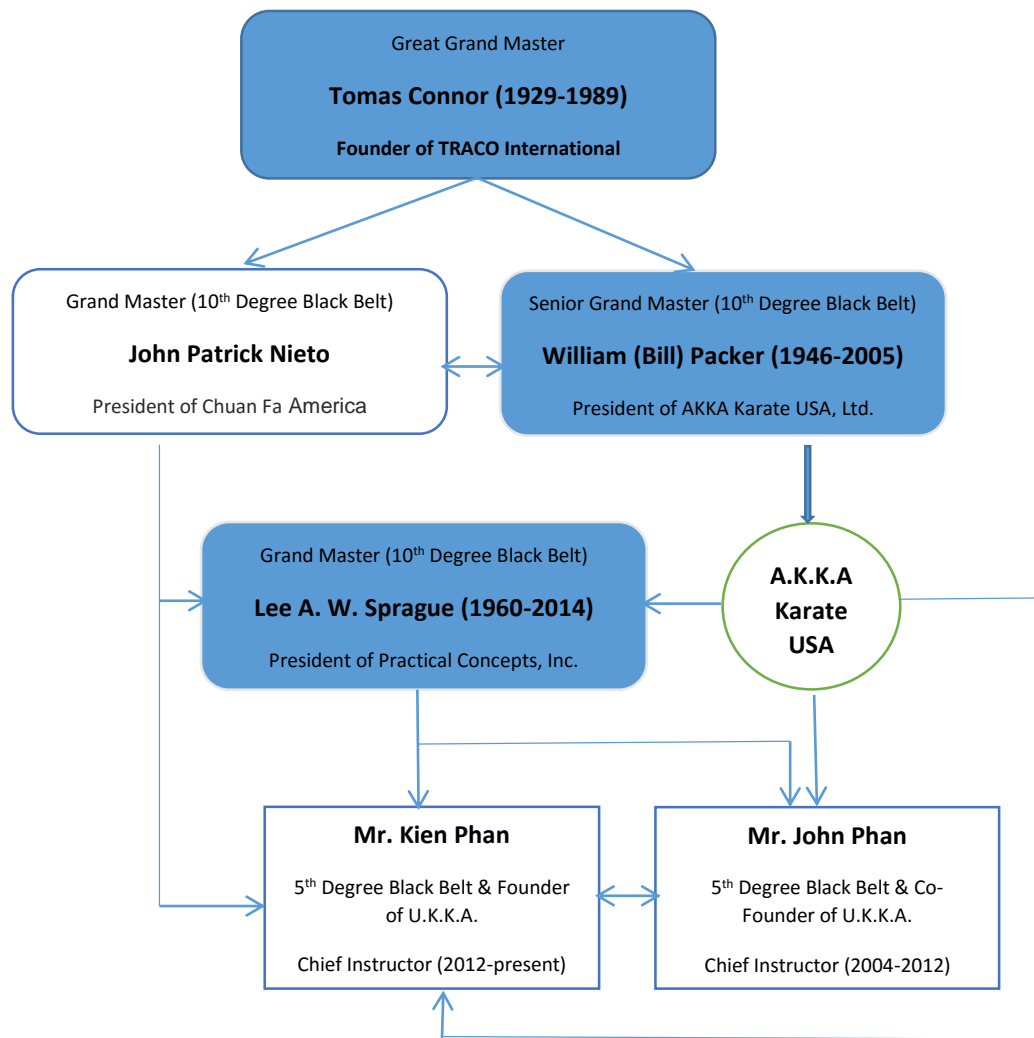 Great Grand Master
Tomas Connor (1929-1989)
Founder of TRACO International
Grand Master (10th Degree Black Belt)
John Patrick Nieto
President of Chuan Fa America
Senior Grand Master (10th Degree Black Belt)
William (Bill) Packer (1946-2005)
President of AKKA Karate USA, Ltd.
Grand Master (10th Degree Black Belt)
Lee A. W. Sprague (1960-2014)
President of Practical Concepts, Inc.
A.K.K.A
Karate
USA
Mr. Kien Phan
5th Degree Black Belt & Founder
of U.K.K.A.
Chief Instructor (2012-present)
Mr. John Phan
5th Degree Black Belt & Co-
Founder of U.K.K.A.
Chief Instructor (2004-2012)